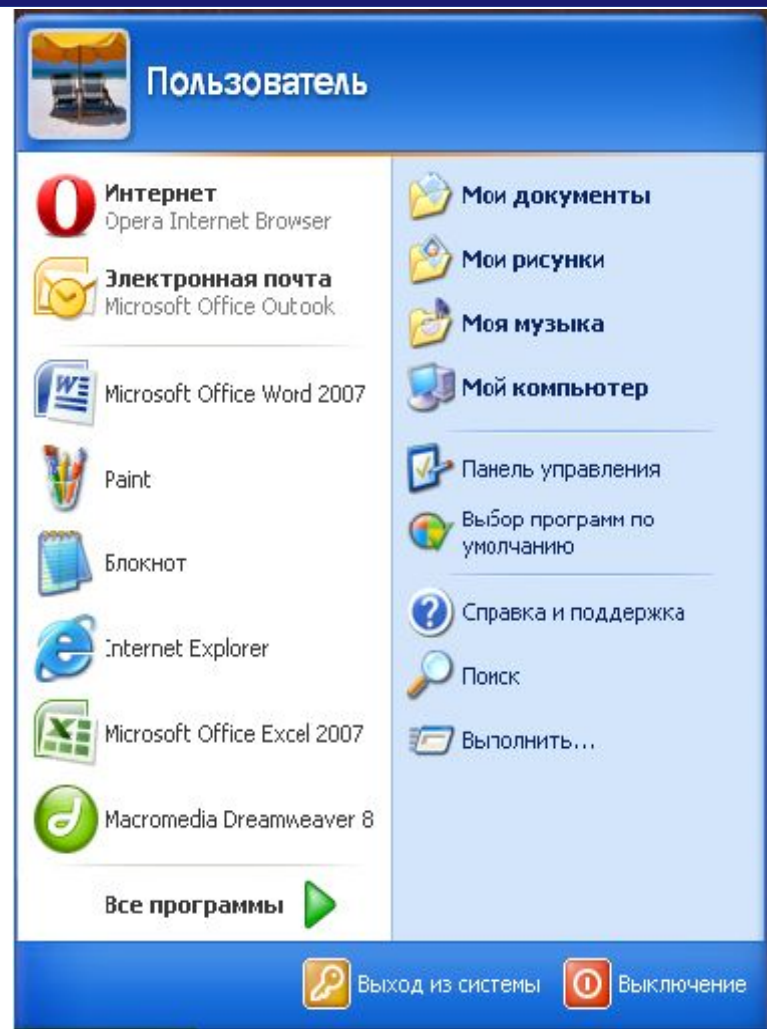 Пользователь
Интернет
Opera Internet Browser
Электронная почта
Microsoft Office Outook
Microsoft Office Word 2007
Paint
Блокнот
Internet Explorer
Microsoft Office Excel 2007
Macromedia Dreamweaver 8
Все программы
Мои документы
Мои рисунки
Моя музыка
Мой компьютер
Панель управления
Выбор программ по
умолчанию
Справка и поддержка
Поиск
Выполнить...
Выход из системы
Выключение